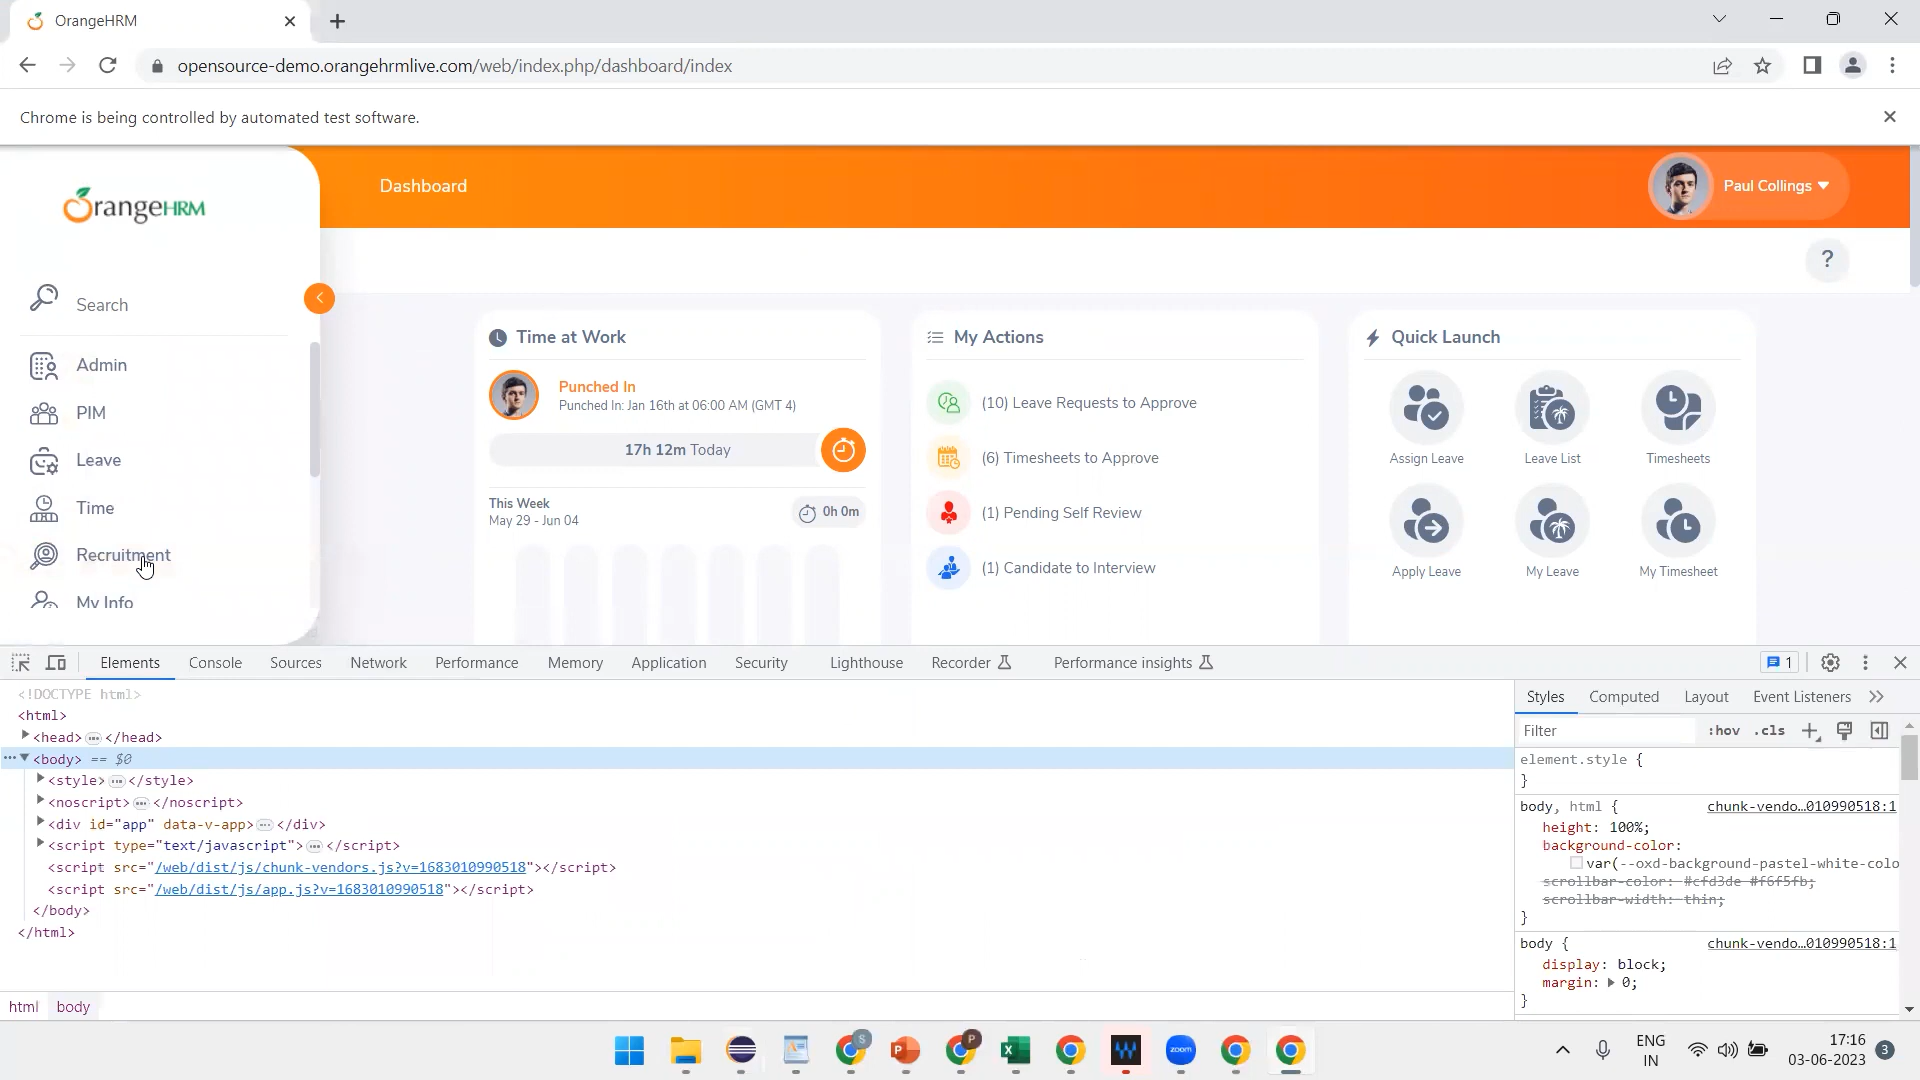 OrangeHRM
opensource-demo.orangehrmlive.com/web/index.php/dashboard/index
Chrome is being controlled by automated test software.
OrangeHRM
Dashboard
Paul Collings
?
Search
Admin
PIM
Leave
Time
Recruitment
My Info
Time at Work
Punched In
Punched In: Jan 16th at 06:00 AM (GMT 4)
17h 12m Today
This Week
May 29 - Jun 04
0h 0m
My Actions
(10) Leave Requests to Approve
(6) Timesheets to Approve
(1) Pending Self Review
(1) Candidate to Interview
Quick Launch
Assign Leave
Leave List
Timesheets
Apply Leave
My Leave
My Timesheet
Elements Console Sources Network Performance Memory Application Security Lighthouse Recorder Performance insights 1
<!DOCTYPE html>
<html>
<head> … </head>
… <body> == $0
<style> … </style>
<noscript> … </noscript>
<div id="app" data-v-app> … </div>
<script type="text/javascript"> … </script>
<script src="/web/dist/js/chunk-vendors.js?v=1683010990518"></script>
<script src="/web/dist/js/app.js?v=1683010990518"></script>
</body>
</html>
html body
Styles Computed Layout Event Listeners »
Filter :hov .cls
element.style {
}
body, html { chunk-vendo…010990518:1
height: 100%;
background-color:
var(--oxd-background-pastel-white-colo
scrollbar-color: #cfd3de #f6f5fb;
scrollbar-width: thin;
}
body { chunk-vendo…010990518:1
display: block;
margin: 0;
}
S
P
P
X
zoom
ENG
IN
17:16
03-06-2023
3